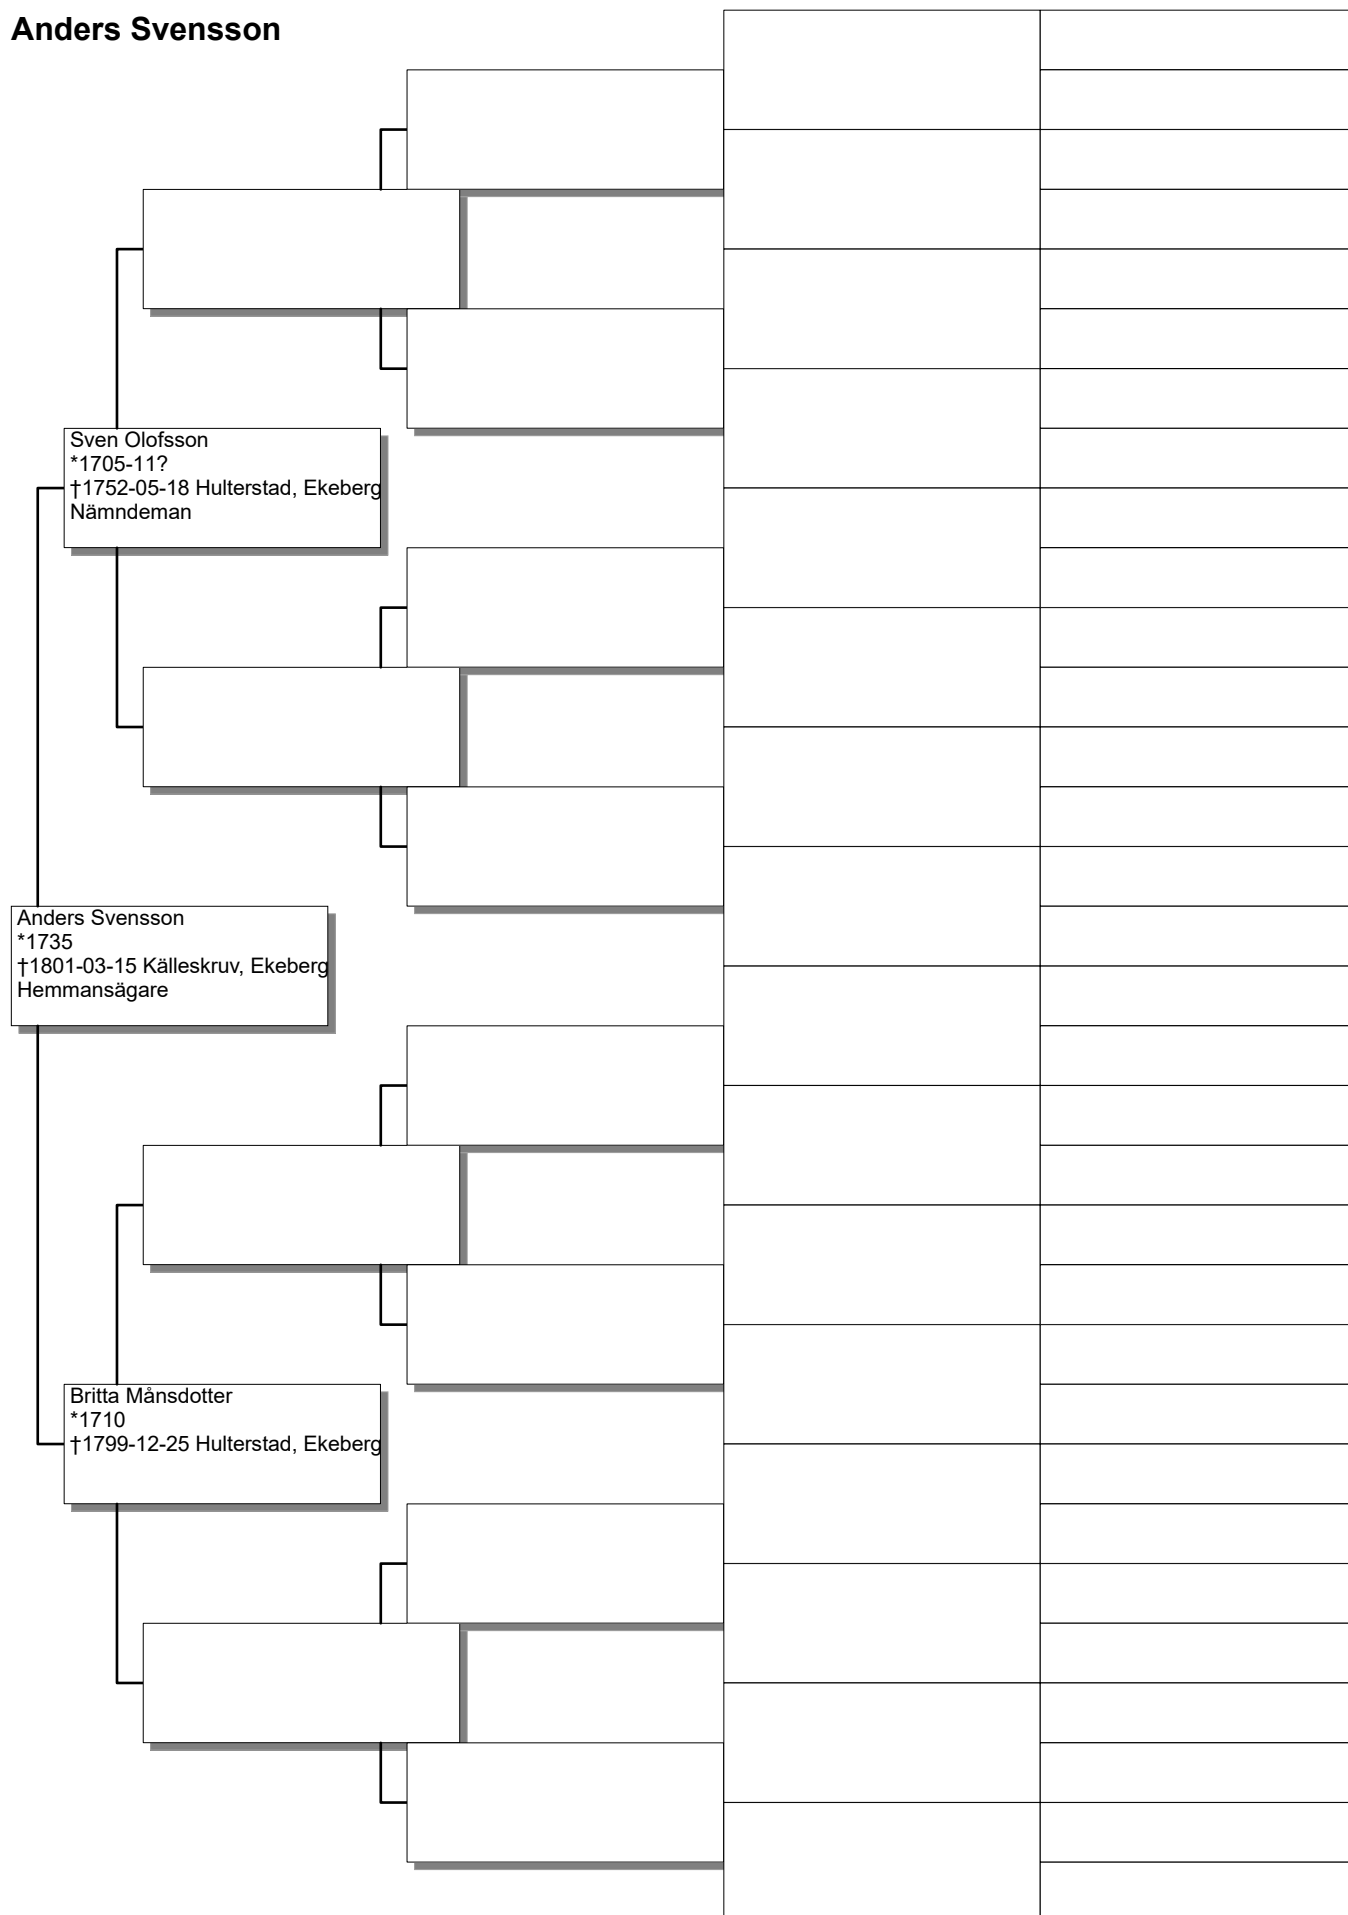 Anders Svensson
Sven Olofsson
*1705-11?
†1752-05-18 Hulterstad, Ekeberg
Nämndeman
Anders Svensson
*1735
†1801-03-15 Källeskruv, Ekeberg
Hemmansägare
Britta Månsdotter
*1710
†1799-12-25 Hulterstad, Ekeberg